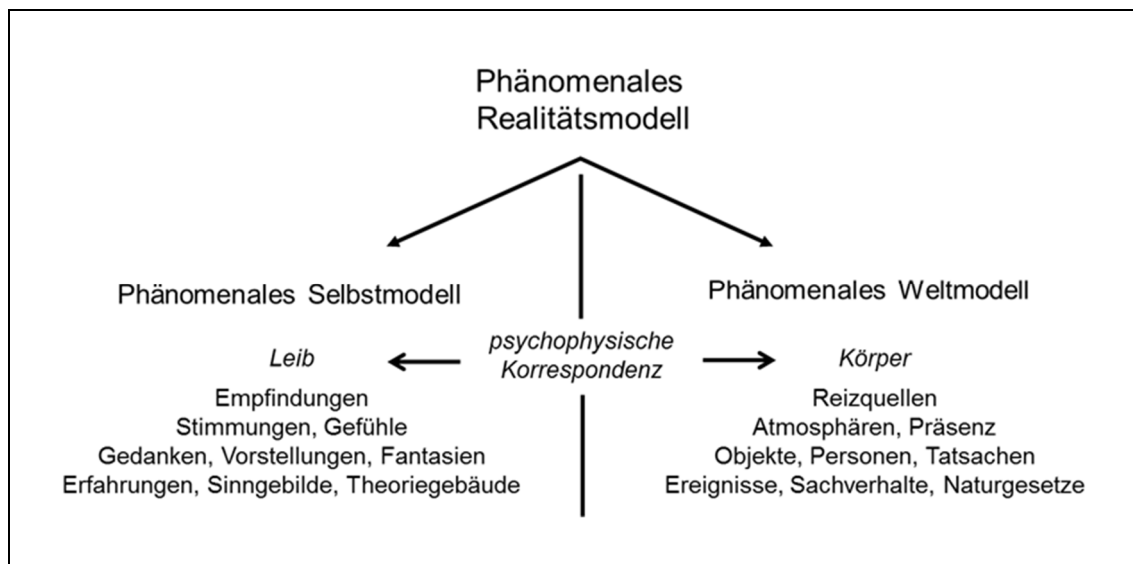 Phänomenales
Realitätsmodell
Phänomenales Selbstmodell
Phänomenales Weltmodell
psychophysische
Korrespondenz
Leib
Körper
Empfindungen
Stimmungen, Gefühle
Gedanken, Vorstellungen, Fantasien
Erfahrungen, Sinngebilde, Theoriegebäude
Reizquellen
Atmosphären, Präsenz
Objekte, Personen, Tatsachen
Ereignisse, Sachverhalte, Naturgesetze